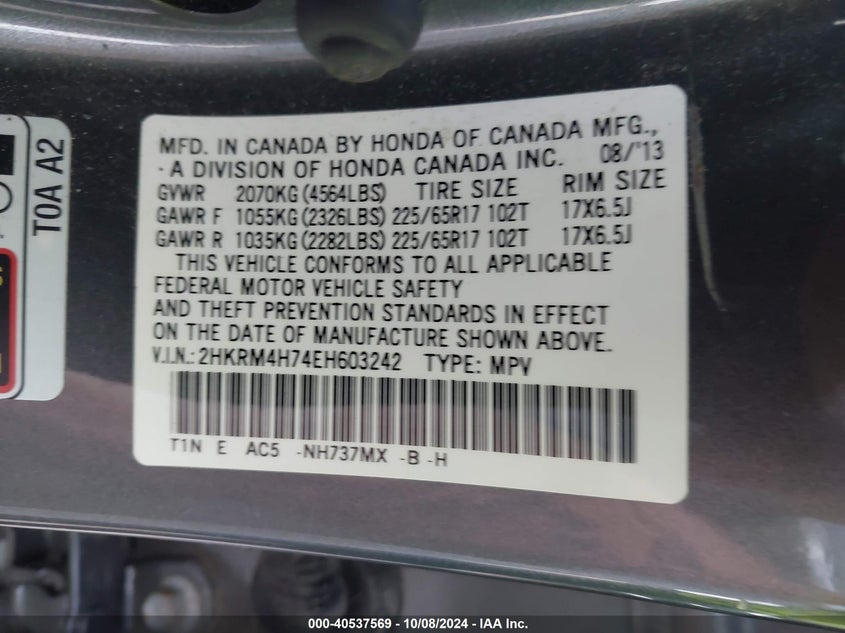 MFD. IN CANADA BY HONDA OF CANADA MFG.,
A DIVISION OF HONDA CANADA INC. 08/'13
GVWR 2070KG (4564LBS) TIRE SIZE RIM SIZE
GAWR F 1055KG (2326LBS) 225/65R17 102T 17X6.5J
GAWR R 1035KG (2282LBS) 225/65R17 102T 17X6.5J
THIS VEHICLE CONFORMS TO ALL APPLICABLE
FEDERAL MOTOR VEHICLE SAFETY
AND THEFT PREVENTION STANDARDS IN EFFECT
ON THE DATE OF MANUFACTURE SHOWN ABOVE.
V.I.N.: 2HKRM4H74EH603242 TYPE: MPV
T1N E AC5 -NH737MX -B -H
T0A A2
000-40537569 - 10/08/2024 - IAA Inc.